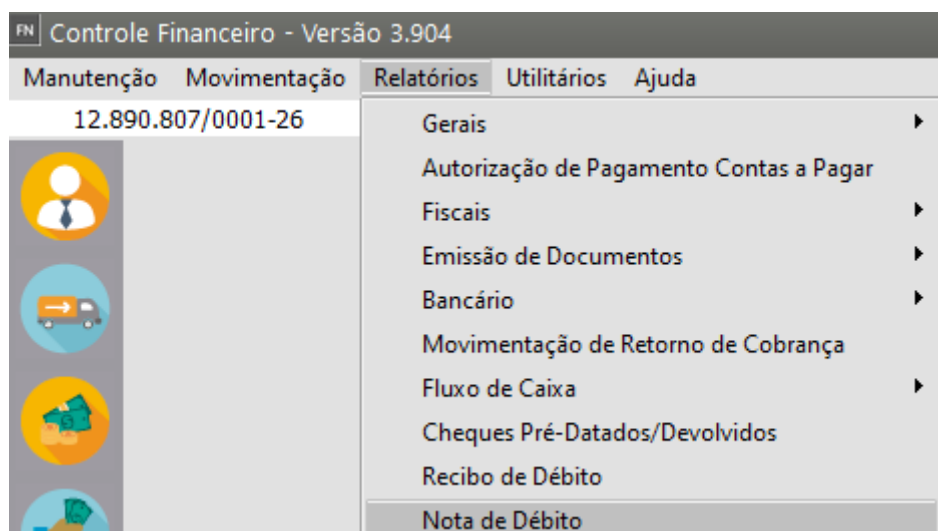 FN Controle Financeiro - Versão 3.904
Manutenção Movimentação Relatórios Utilitários Ajuda
12.890.807/0001-26
Gerais
Autorização de Pagamento Contas a Pagar
Fiscais
Emissão de Documentos
Bancário
Movimentação de Retorno de Cobrança
Fluxo de Caixa
Cheques Pré-Datados/Devolvidos
Recibo de Débito
Nota de Débito